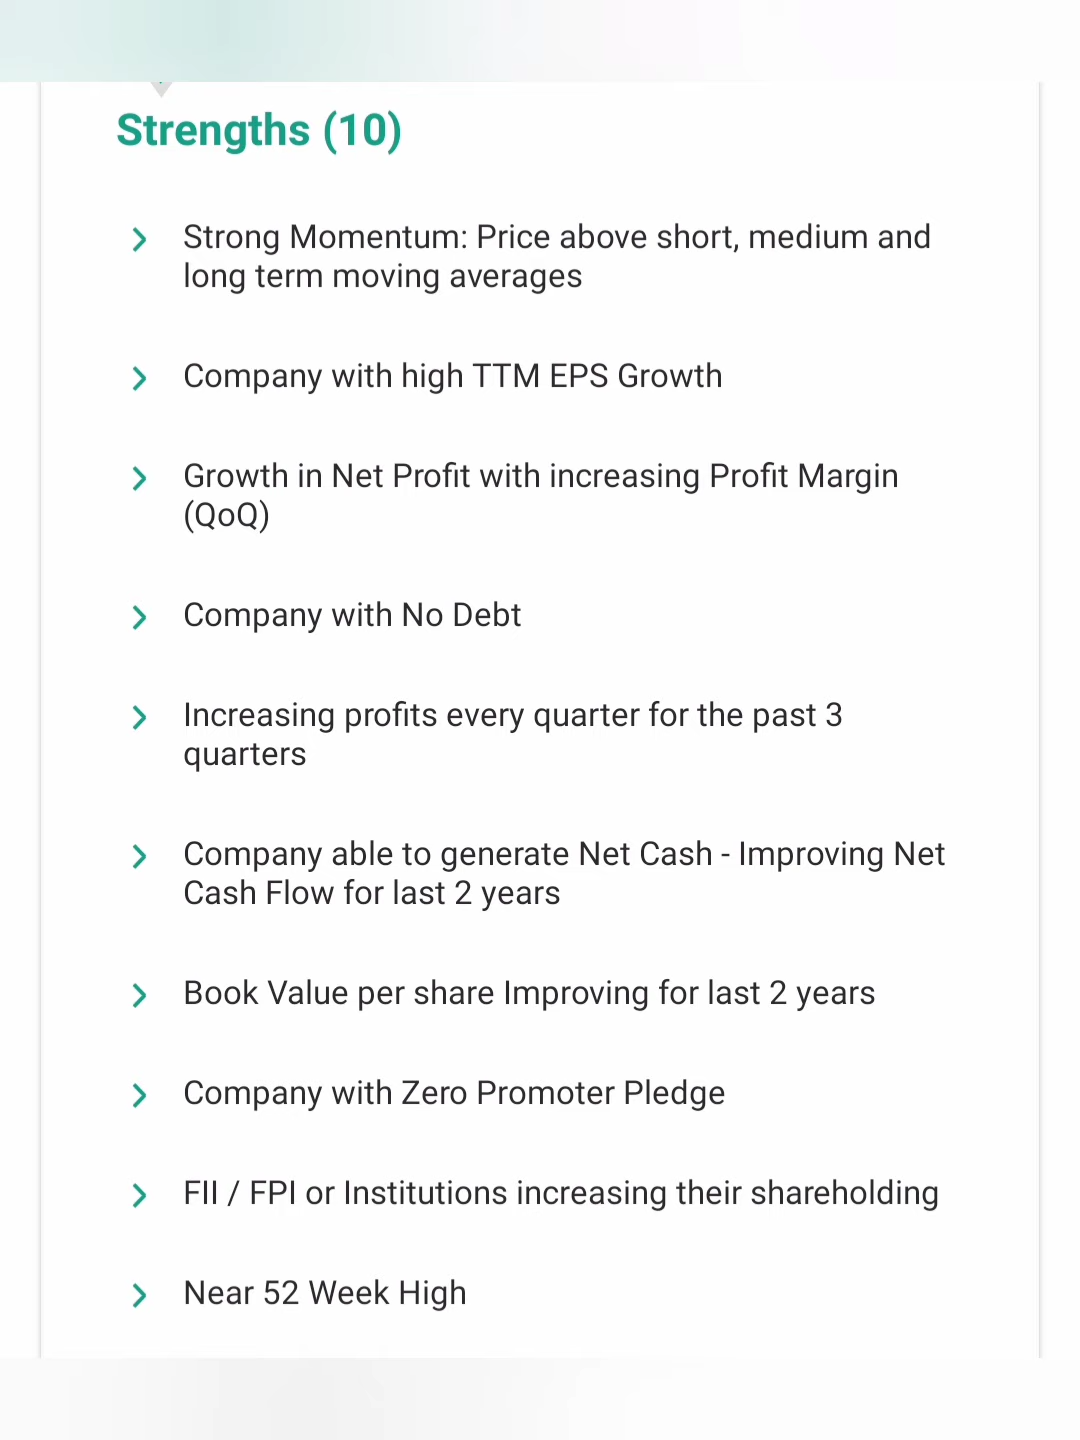 Strengths (10)
Strong Momentum: Price above short, medium and
long term moving averages
Company with high TTM EPS Growth
Growth in Net Profit with increasing Profit Margin
(QoQ)
Company with No Debt
Increasing profits every quarter for the past 3
quarters
Company able to generate Net Cash - Improving Net
Cash Flow for last 2 years
Book Value per share Improving for last 2 years
Company with Zero Promoter Pledge
FII / FPI or Institutions increasing their shareholding
Near 52 Week High